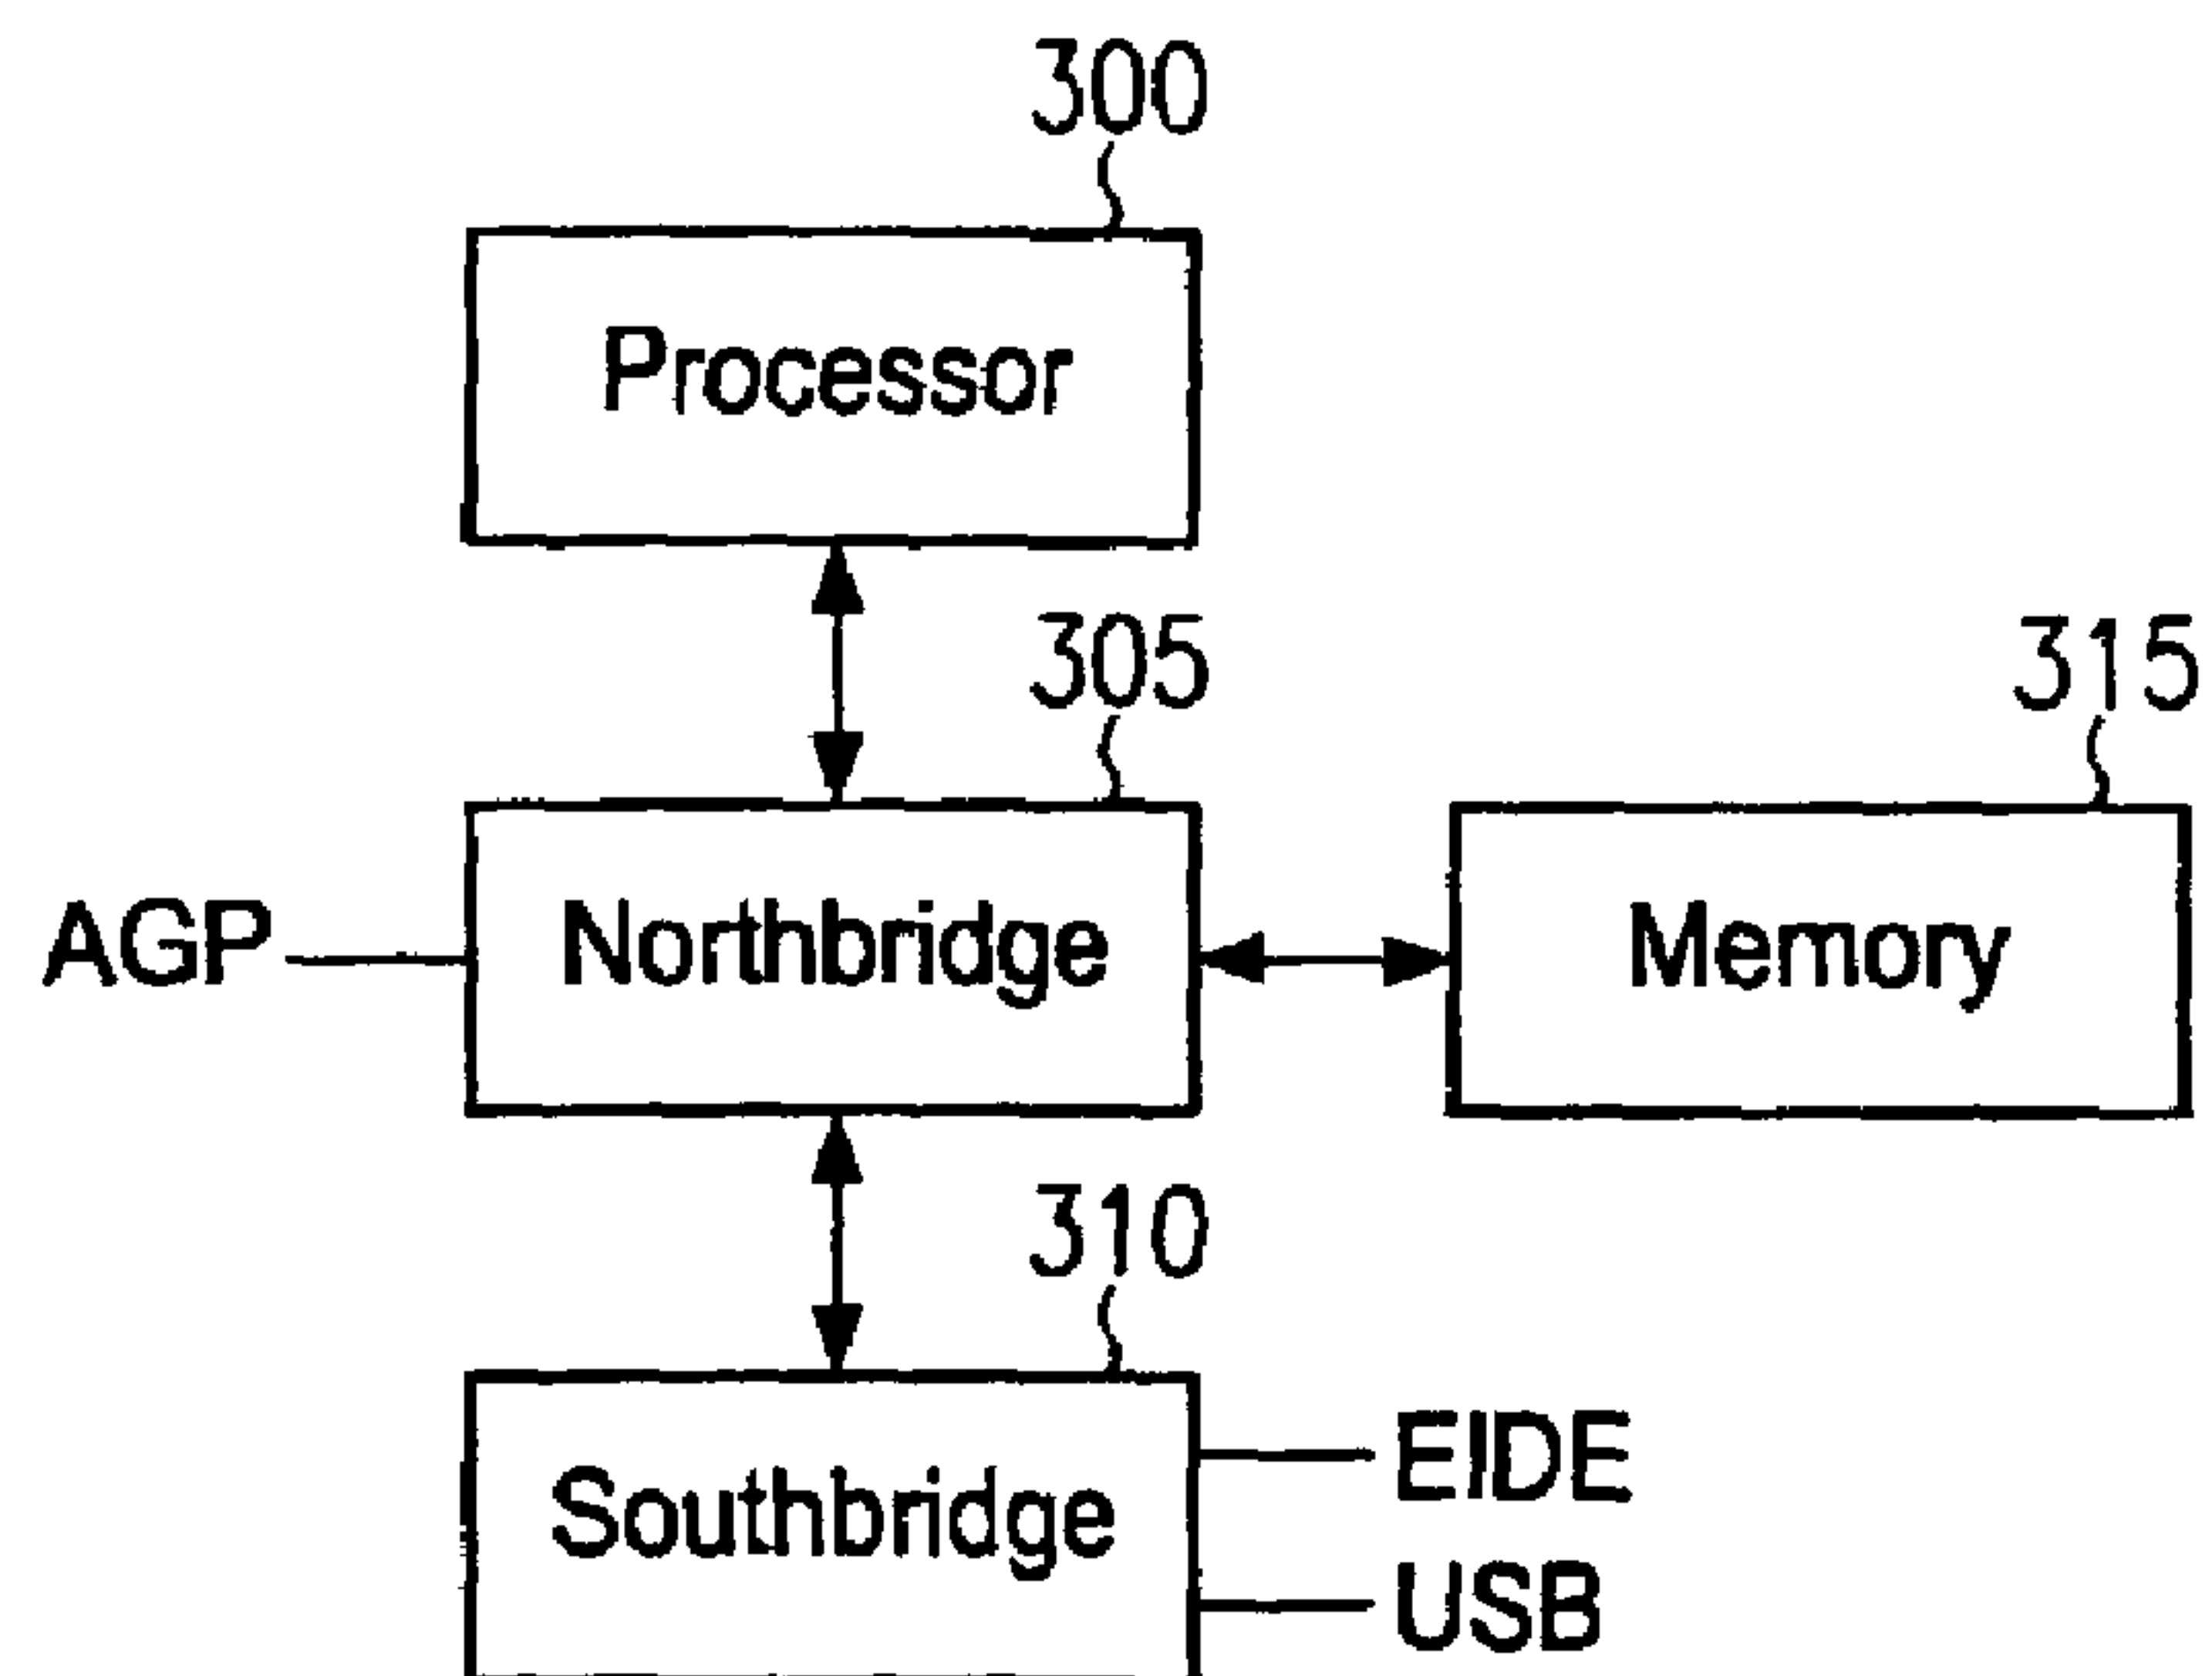 300
Processor
305
315
AGP
Northbridge
Memory
310
Southbridge
EIDE
USB